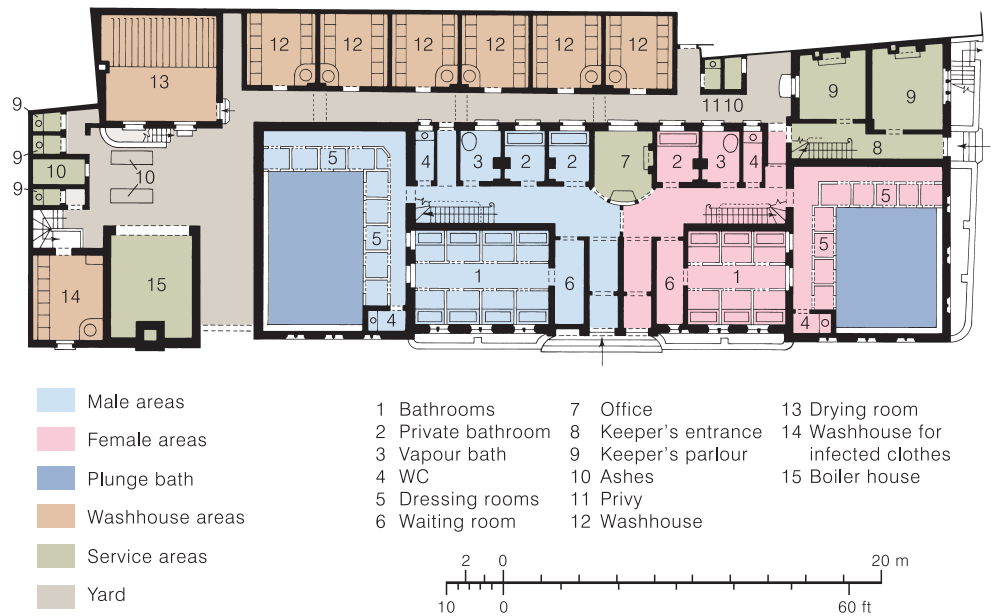 12 12 12 12 12 12
13
9
9
11 10
9
10
10
9
8
4 3 2 2 7 2 3 4
5
5
5
5
1 6 6 1
14
15
4
4
Male areas
Female areas
Plunge bath
Washhouse areas
Service areas
Yard
1 Bathrooms
2 Private bathroom
3 Vapour bath
4 WC
5 Dressing rooms
6 Waiting room
7 Office
8 Keeper's entrance
9 Keeper's parlour
10 Ashes
11 Privy
12 Washhouse
13 Drying room
14 Washhouse for
infected clothes
15 Boiler house
2 0 20 m
10 0 60 ft